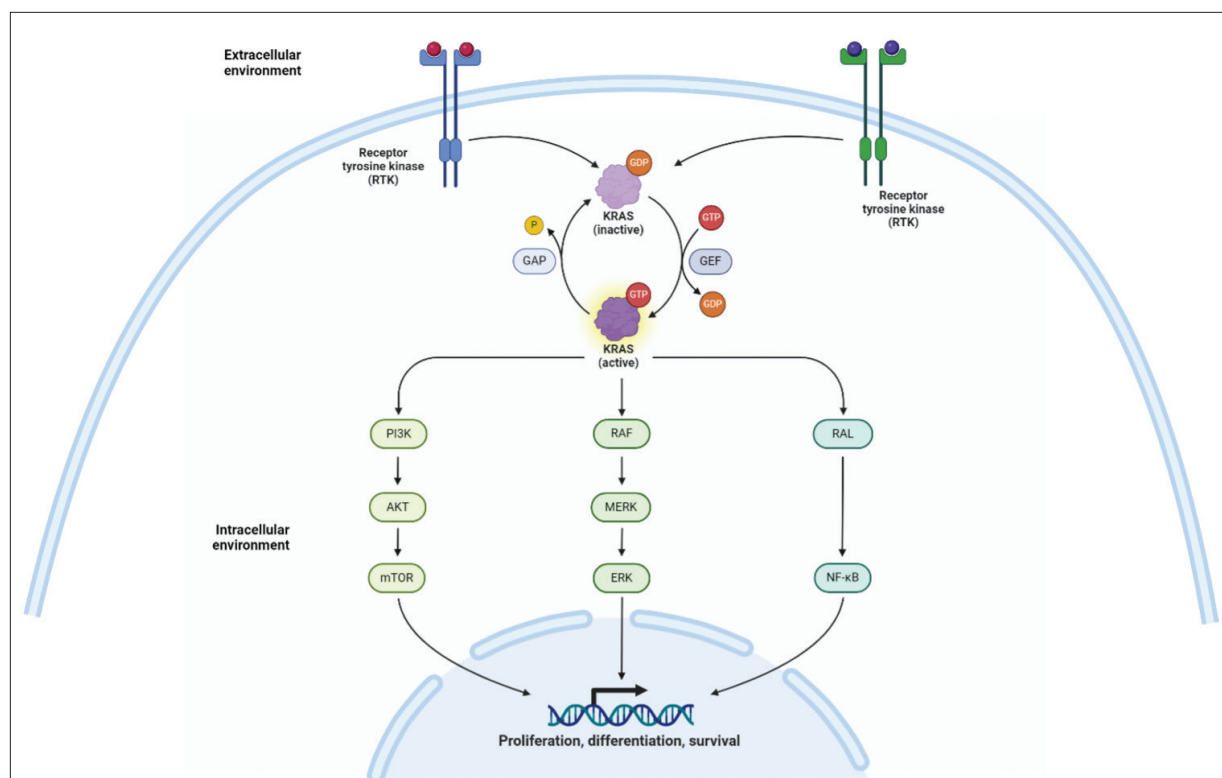 Extracellular
environment
Receptor
tyrosine kinase
(RTK)
GDP
KRAS
(inactive)
Receptor
tyrosine kinase
(RTK)
P
GTP
GAP
GEF
GTP
GDP
KRAS
(active)
PI3K
RAF
RAL
AKT
MERK
Intracellular
environment
mTOR
ERK
NF-κB
Proliferation, differentiation, survival